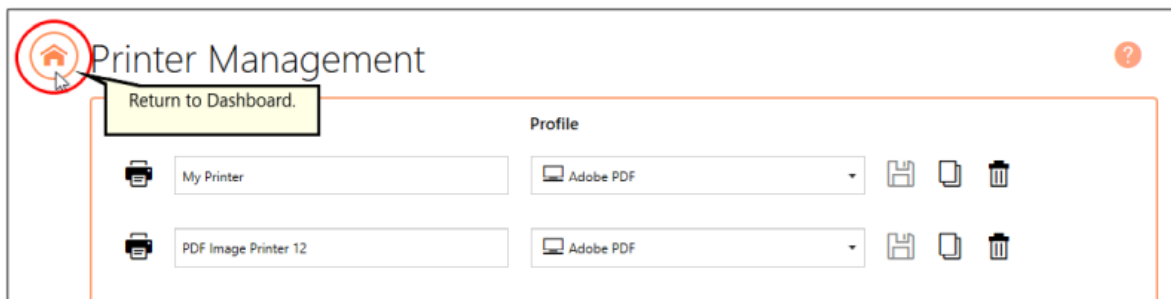 Printer Management
?
Return to Dashboard.
Profile
My Printer
Adobe PDF
PDF Image Printer 12
Adobe PDF